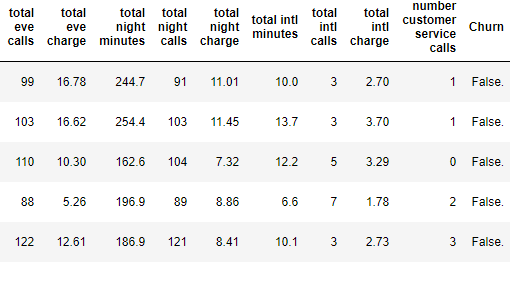 total eve calls total eve charge total night minutes total night calls total night charge total intl minutes total intl calls total intl charge number customer service calls Churn
99 16.78 244.7 91 11.01 10.0 3 2.70 1 False.
103 16.62 254.4 103 11.45 13.7 3 3.70 1 False.
110 10.30 162.6 104 7.32 12.2 5 3.29 0 False.
88 5.26 196.9 89 8.86 6.6 7 1.78 2 False.
122 12.61 186.9 121 8.41 10.1 3 2.73 3 False.